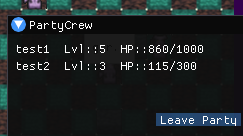 PartyCrew
test1 Lvl::5 HP::860/1000
test2 Lvl::3 HP::115/300
Leave Party